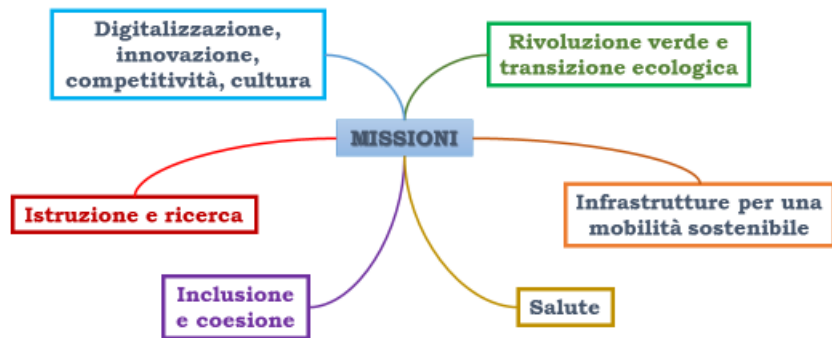 Digitalizzazione,
innovazione,
competitività, cultura
Rivoluzione verde e
transizione ecologica
MISSIONI
Istruzione e ricerca
Infrastrutture per una
mobilità sostenibile
Inclusione
e coesione
Salute